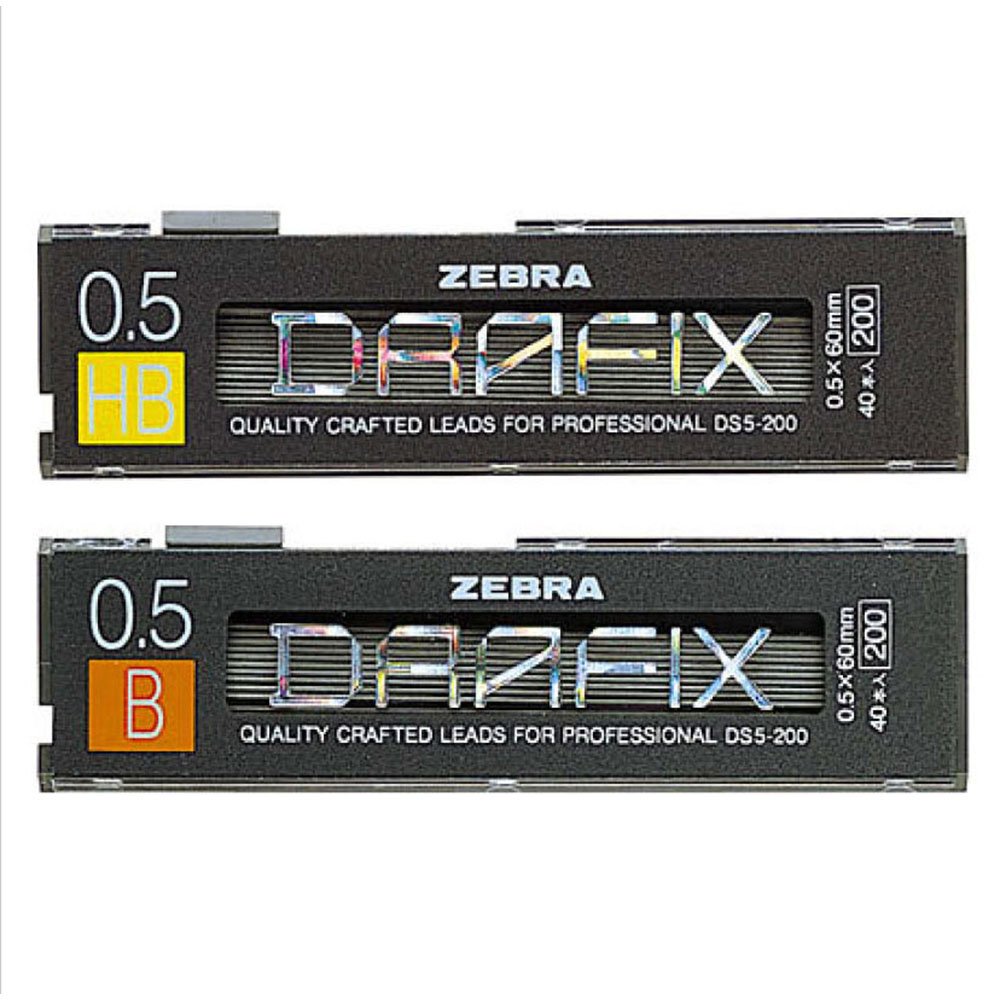 0.5
HB
ZEBRA
DRAFIX
QUALITY CRAFTED LEADS FOR PROFESSIONAL DS5-200
0.5×60mm
40本入 200
0.5
B
ZEBRA
DRAFIX
QUALITY CRAFTED LEADS FOR PROFESSIONAL DS5-200
0.5×60mm
40本入 200